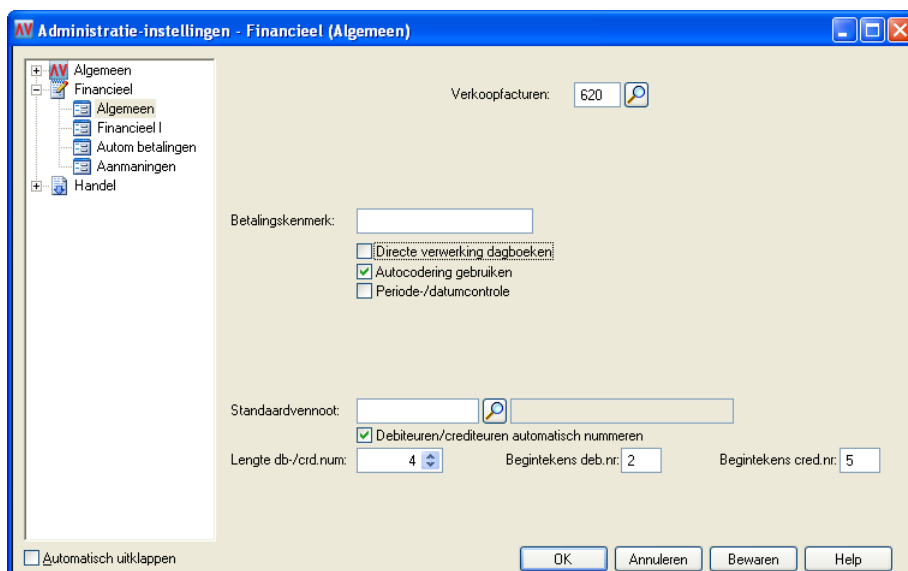 Administratie-instellingen - Financieel (Algemeen)
Algemeen
Financieel
Algemeen
Financieel I
Autom betalingen
Aanmaningen
Handel
Verkoopfacturen: 620
Betalingskenmerk:
Directe verwerking dagboeken
Autocodering gebruiken
Periode-/datumcontrole
Standaardvennoot:
Debiteuren/crediteuren automatisch nummeren
Lengte db-/crd.num: 4 Begintekens deb.nr: 2 Begintekens cred.nr: 5
Automatisch uitklappen
OK Annuleren Bewaren Help